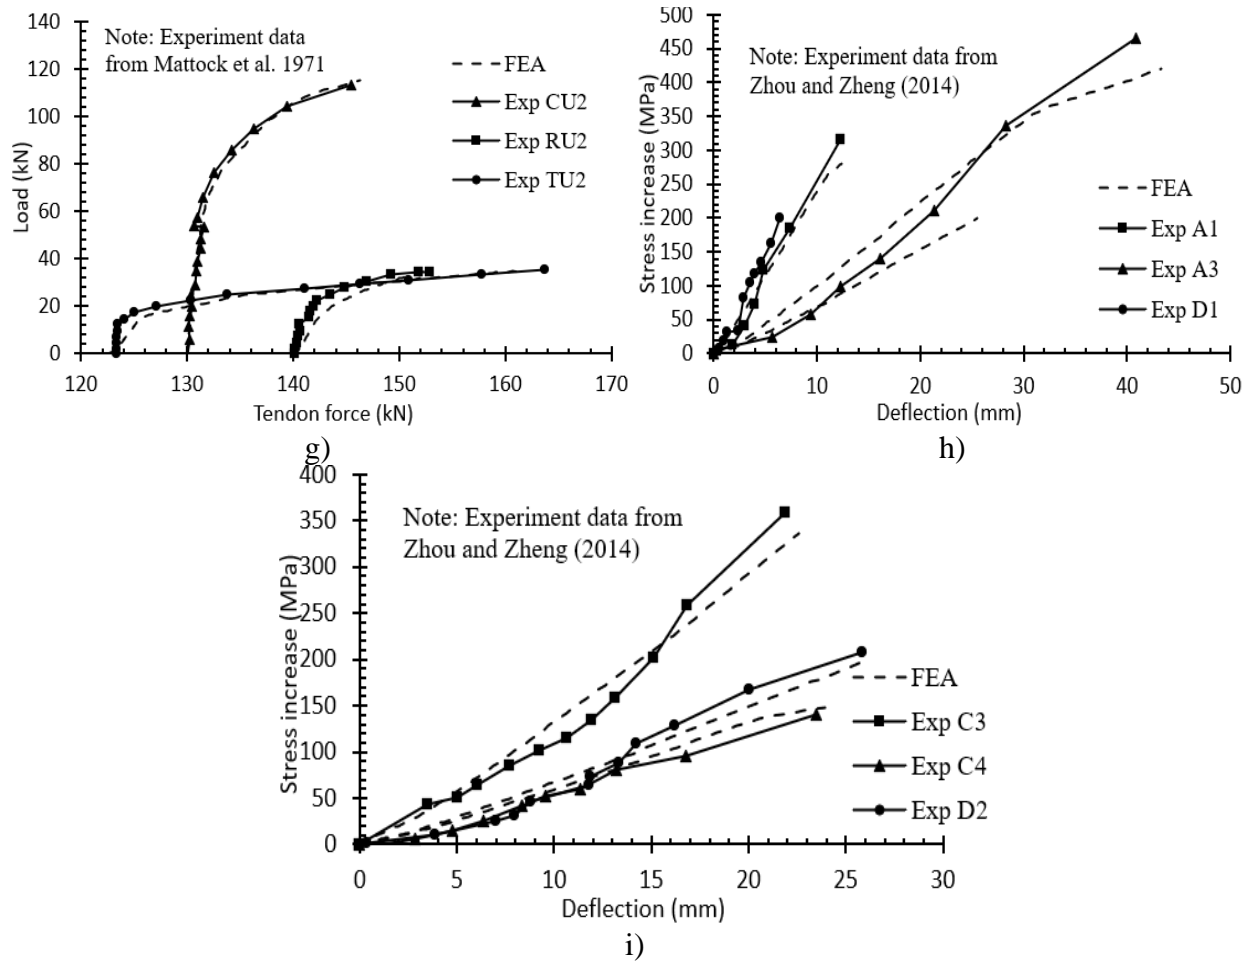 140
120
100
80
60
40
20
0
Load (kN)
Note: Experiment data
from Mattock et al. 1971
FEA
Exp CU2
Exp RU2
Exp TU2
120 130 140 150 160 170
Tendon force (kN)
g)
500
450
400
350
300
250
200
150
100
50
0
Stress increase (MPa)
Note: Experiment data from
Zhou and Zheng (2014)
FEA
Exp A1
Exp A3
Exp D1
0 10 20 30 40 50
Deflection (mm)
h)
400
350
300
250
200
150
100
50
0
Stress increase (MPa)
Note: Experiment data from
Zhou and Zheng (2014)
FEA
Exp C3
Exp C4
Exp D2
0 5 10 15 20 25 30
Deflection (mm)
i)